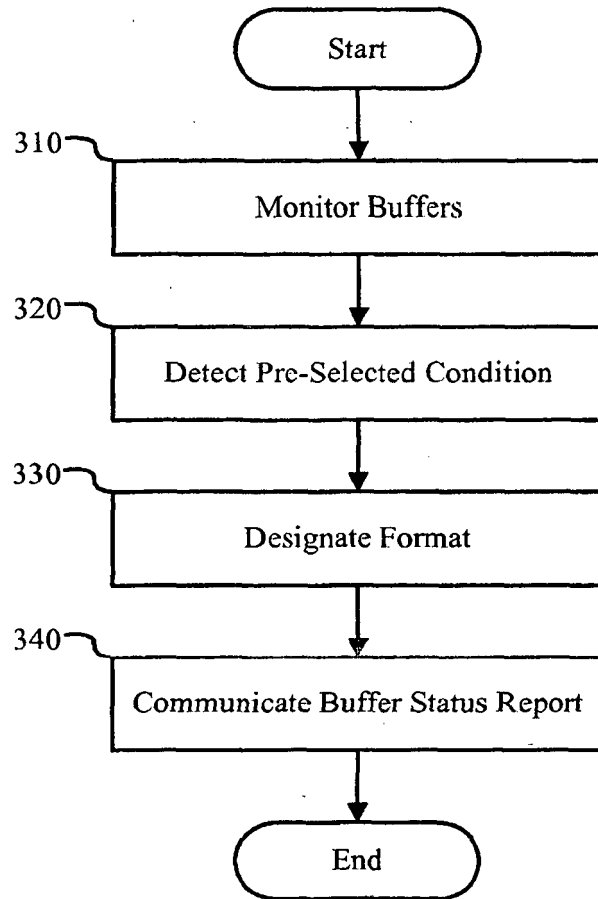 Start
310
Monitor Buffers
320
Detect Pre-Selected Condition
330
Designate Format
340
Communicate Buffer Status Report
End